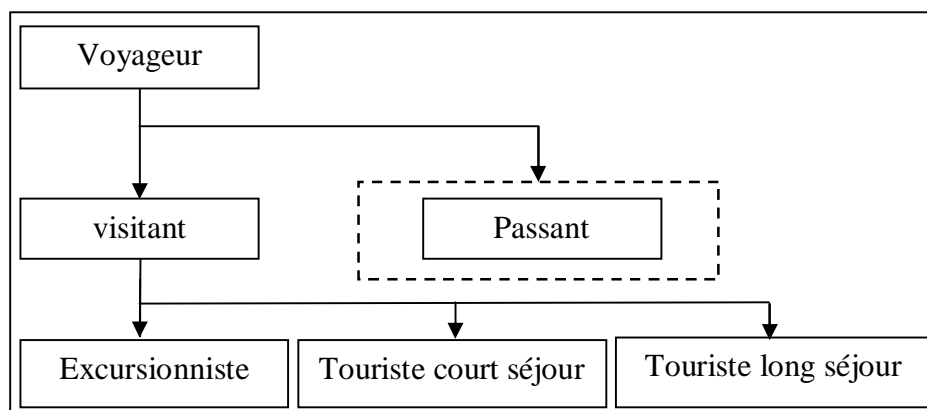 Voyageur
visitant
Passant
Excursionniste
Touriste court séjour
Touriste long séjour